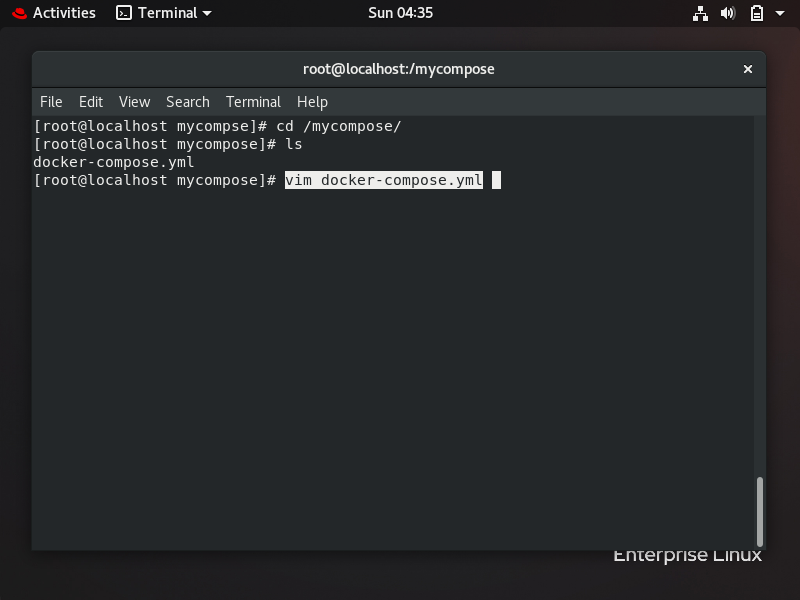 Activities Terminal Sun 04:35
root@localhost:/mycompose
File Edit View Search Terminal Help
[root@localhost mycompse]# cd /mycompose/
[root@localhost mycompose]# ls
docker-compose.yml
[root@localhost mycompose]# vim docker-compose.yml
Enterprise Linux